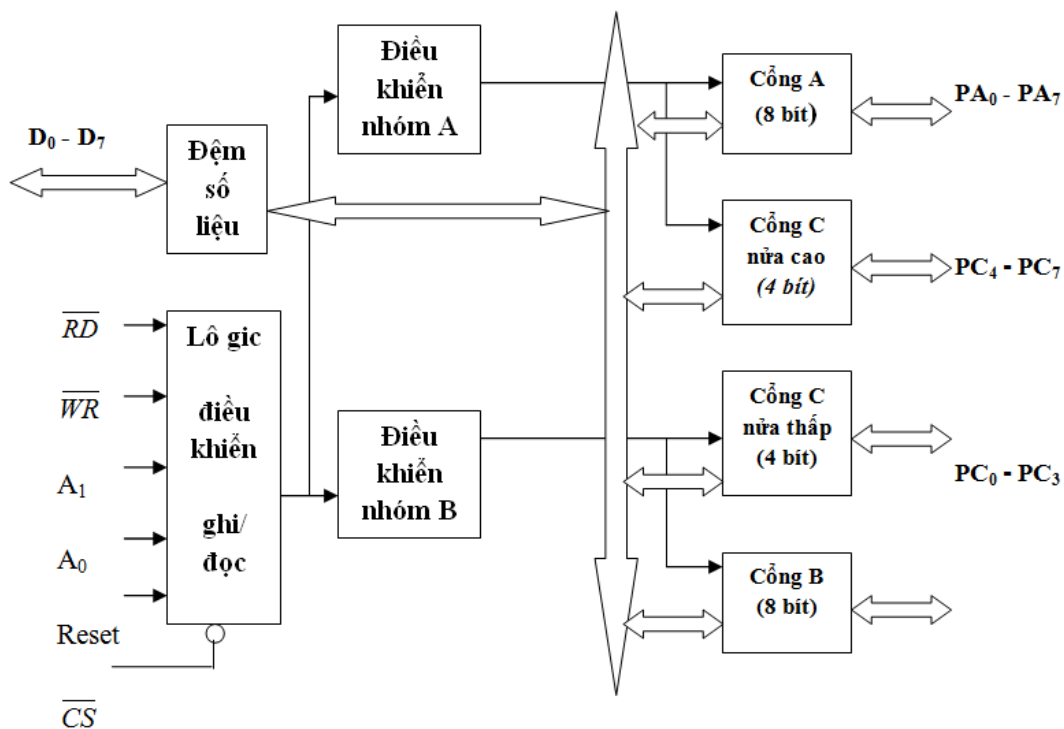 Điều
khiển
nhóm A
Cổng A
(8 bít)
PA₀ - PA₇
D₀ - D₇
Đệm
số
liệu
Cổng C
nửa cao
(4 bít)
PC₄ - PC₇
RD
Lô gic
WR
điều
khiển
Cổng C
nửa thấp
(4 bít)
PC₀ - PC₃
Điều
khiển
nhóm B
A₁
ghi/
đọc
A₀
Cổng B
(8 bít)
Reset
CS